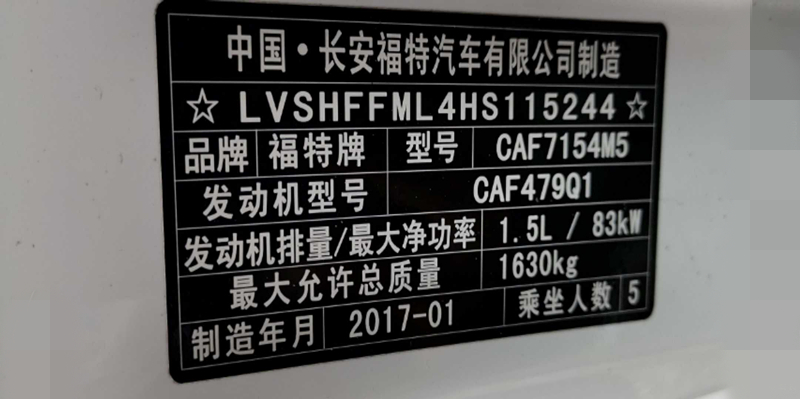 中国·长安福特汽车有限公司制造
☆LVSHFFML4HS115244☆
品牌 福特牌 型号 CAF7154M5
发动机型号 CAF479Q1
发动机排量/最大净功率 1.5L / 83kW
最大允许总质量 1630kg
制造年月 2017-01 乘坐人数 5